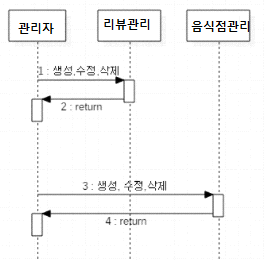 관리자 리뷰관리 음식점관리
1 : 생성,수정,삭제
2 : return
3 : 생성, 수정,삭제
4 : return